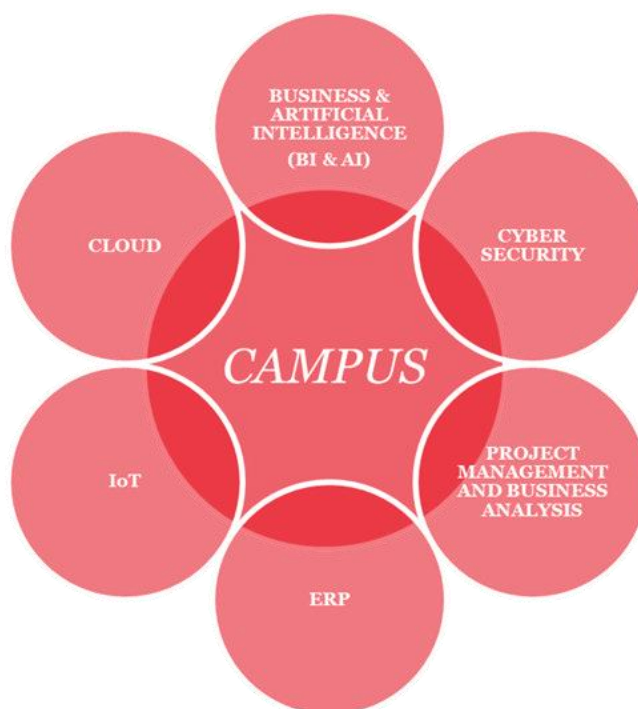 BUSINESS &
ARTIFICIAL
INTELLIGENCE
(BI & AI)
CLOUD
CYBER
SECURITY
CAMPUS
IoT
PROJECT
MANAGEMENT
AND BUSINESS
ANALYSIS
ERP